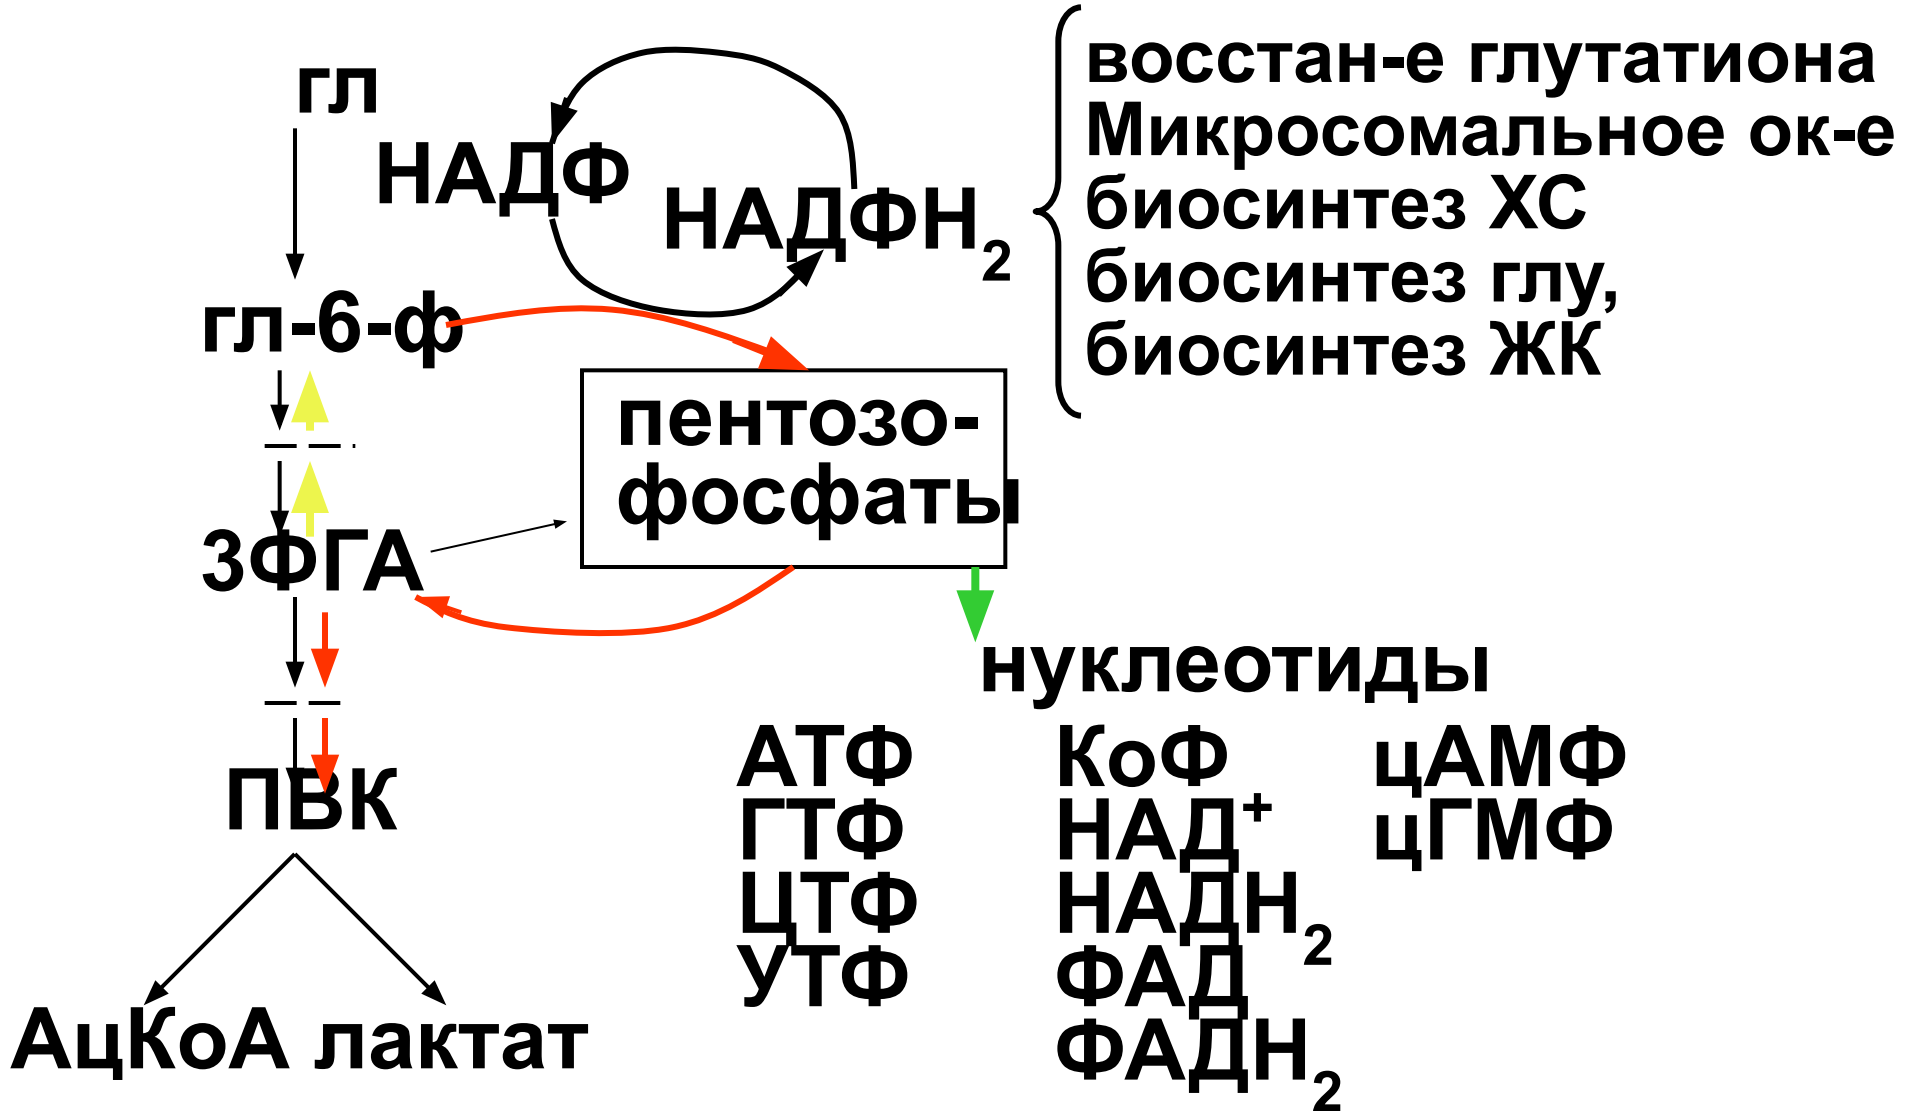 гл
НАДФ
НАДФН₂
восстан-е глутатиона
Микросомальное ок-е
биосинтез ХС
биосинтез глу,
биосинтез ЖК
гл-6-ф
пентозо-
фосфаты
3ФГА
ПВК
АцКоА лактат
нуклеотиды
АТФ КоФ цАМФ
ГТФ НАД⁺ цГМФ
ЦТФ НАДН₂
УТФ ФАД
ФАДН₂